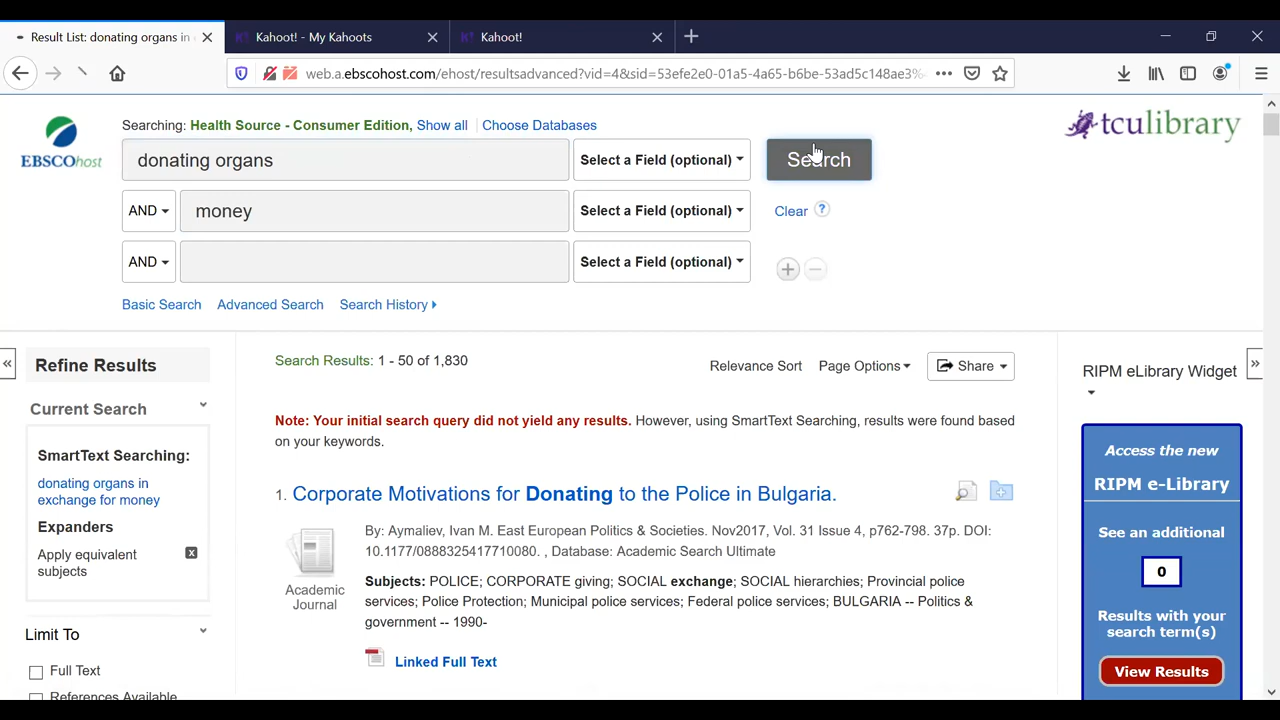 Result List: donating organs in e
Kahoot! - My Kahoots
Kahoot!
web.a.ebscohost.com/ehost/resultsadvanced?vid=4&sid=53efe2e0-01a5-4a65-b6be-53ad5c148ae3%
EBSCOhost
Searching: Health Source - Consumer Edition, Show all | Choose Databases
tculibrary
donating organs
Select a Field (optional)
Search
AND
money
Select a Field (optional)
Clear ?
AND
Select a Field (optional)
Basic Search Advanced Search Search History
«
Refine Results
Current Search
SmartText Searching:
donating organs in
exchange for money
Expanders
Apply equivalent
subjects
x
Limit To
Full Text
References Available
Search Results: 1 - 50 of 1,830
Relevance Sort Page Options Share
Note: Your initial search query did not yield any results. However, using SmartText Searching, results were found based
on your keywords.
1. Corporate Motivations for Donating to the Police in Bulgaria.
Academic
Journal
By: Aymaliev, Ivan M. East European Politics & Societies. Nov2017, Vol. 31 Issue 4, p762-798. 37p. DOI:
10.1177/0888325417710080. , Database: Academic Search Ultimate
Subjects: POLICE; CORPORATE giving; SOCIAL exchange; SOCIAL hierarchies; Provincial police
services; Police Protection; Municipal police services; Federal police services; BULGARIA -- Politics &
government -- 1990-
Linked Full Text
»
RIPM eLibrary Widget
Access the new
RIPM e-Library
See an additional
0
Results with your
search term(s)
View Results